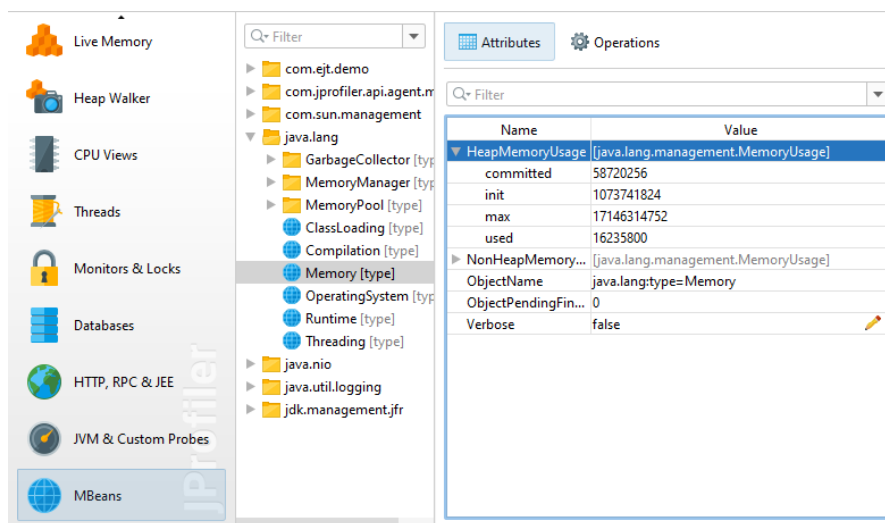 Live Memory
Heap Walker
CPU Views
Threads
Monitors & Locks
Databases
HTTP, RPC & JEE
JVM & Custom Probes
MBeans
JProfiler
Filter
com.ejt.demo
com.jprofiler.api.agent.m
com.sun.management
java.lang
GarbageCollector [typ
MemoryManager [typ
MemoryPool [type]
ClassLoading [type]
Compilation [type]
Memory [type]
OperatingSystem [typ
Runtime [type]
Threading [type]
java.nio
java.util.logging
jdk.management.jfr
Attributes Operations
Filter
Name Value
HeapMemoryUsage [java.lang.management.MemoryUsage]
committed 58720256
init 1073741824
max 17146314752
used 16235800
NonHeapMemory... [java.lang.management.MemoryUsage]
ObjectName java.lang:type=Memory
ObjectPendingFin... 0
Verbose false